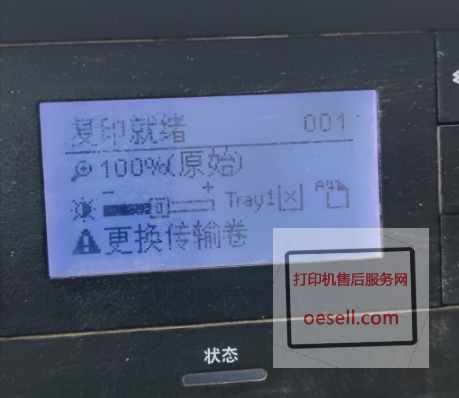 复印就绪 001
100%(原始)
- +
Tray1 A4
更换传输卷
打印机售后服务网
oesell.com
状态